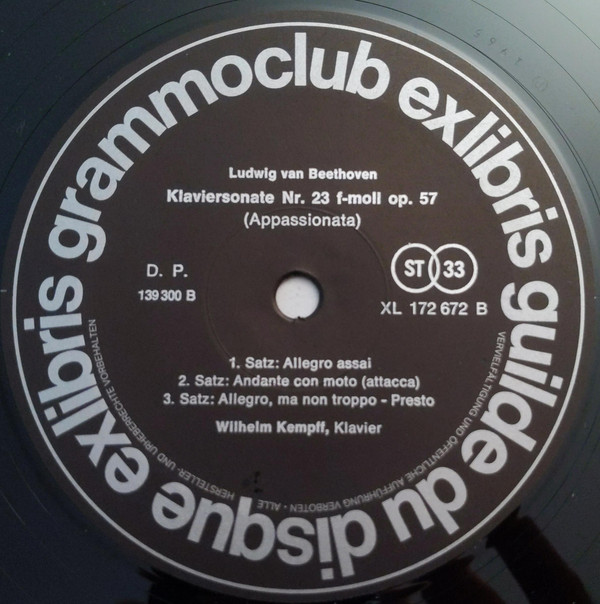 grammoclub exlibris guilde du disque exlibris
Ludwig van Beethoven
Klaviersonate Nr. 23 f-moll op. 57
(Appassionata)
D. P.
139 300 B
ST 33
XL 172 672 B
1. Satz: Allegro assai
2. Satz: Andante con moto (attacca)
3. Satz: Allegro, ma non troppo - Presto
Wilhelm Kempff, Klavier
ALLE HERSTELLER- UND URHEBERRECHTE VORBEHALTEN
VERVIELFÄLTIGUNG UND ÖFFENTLICHE AUFFÜHRUNG VERBOTEN •